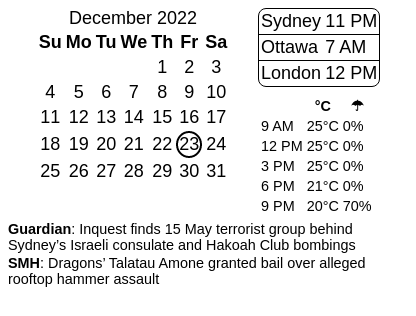 December 2022
Su Mo Tu We Th Fr Sa
1 2 3
4 5 6 7 8 9 10
11 12 13 14 15 16 17
18 19 20 21 22 23 24
25 26 27 28 29 30 31
Sydney 11 PM
Ottawa 7 AM
London 12 PM
°C ☂
9 AM 25°C 0%
12 PM 25°C 0%
3 PM 25°C 0%
6 PM 21°C 0%
9 PM 20°C 70%
Guardian: Inquest finds 15 May terrorist group behind
Sydney’s Israeli consulate and Hakoah Club bombings
SMH: Dragons’ Talatau Amone granted bail over alleged
rooftop hammer assault